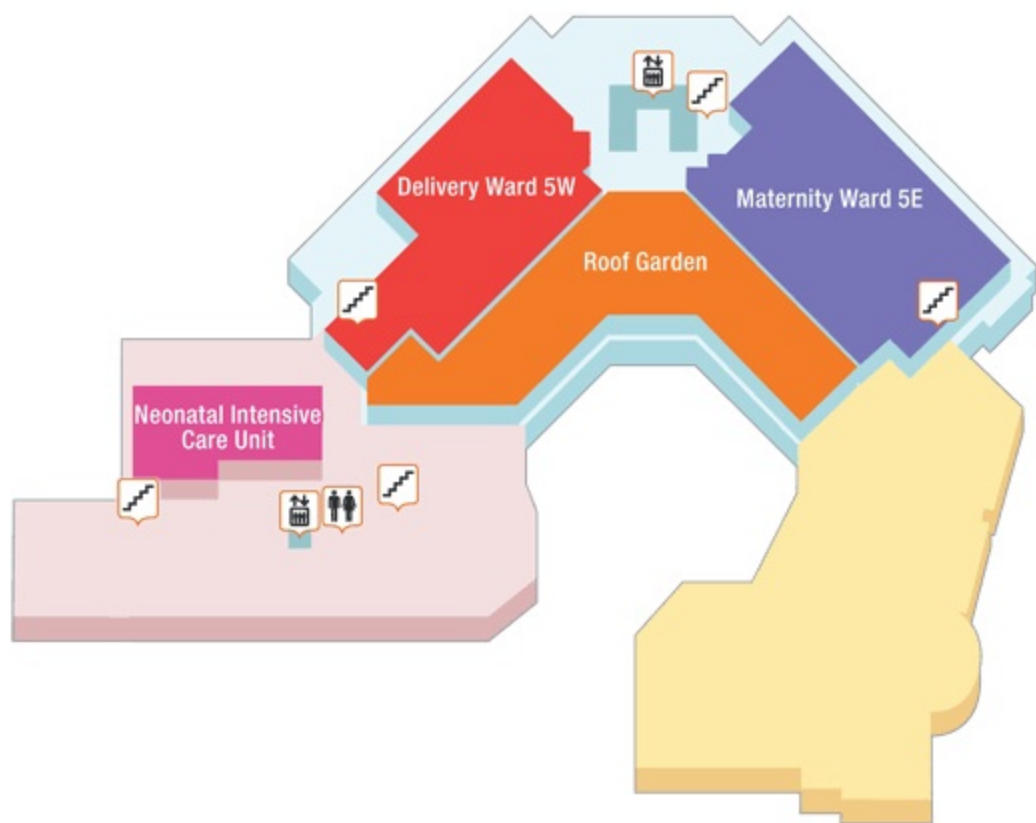 Delivery Ward 5W
Maternity Ward 5E
Roof Garden
Neonatal Intensive
Care Unit